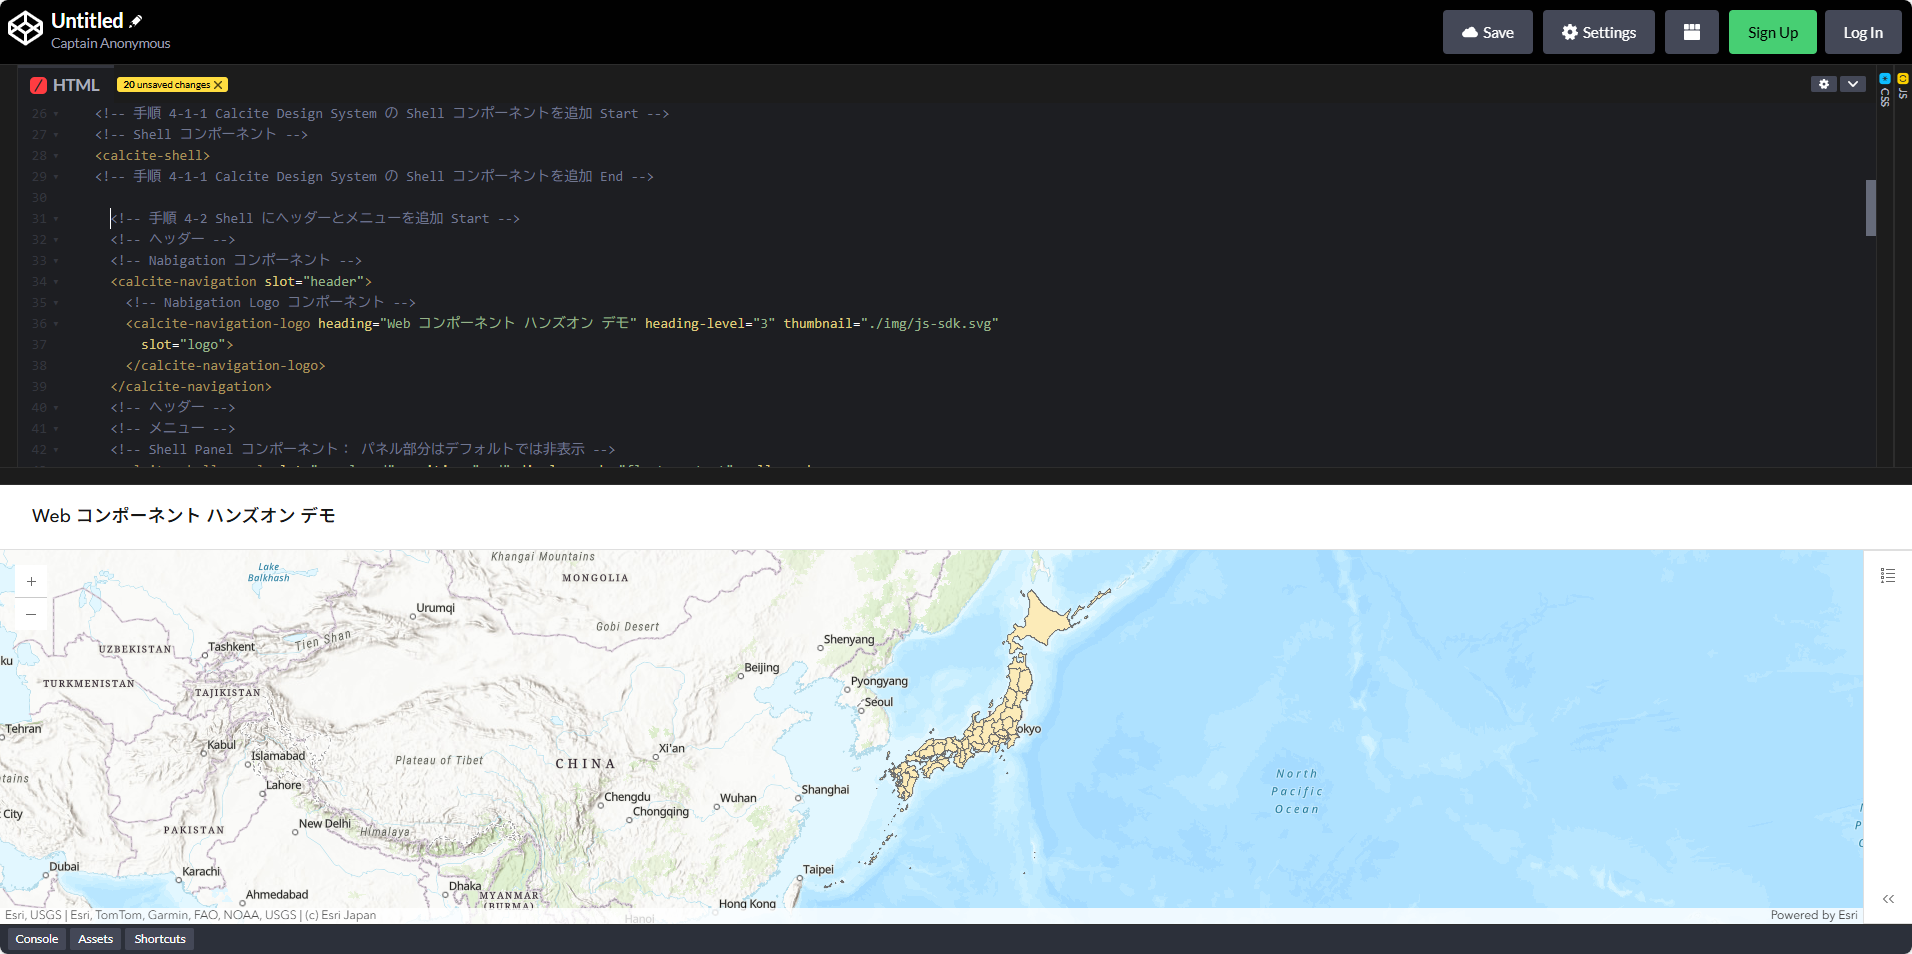 Untitled
Captain Anonymous
Save
Settings
Sign Up
Log In
HTML
20 unsaved changes X
CSS
JS
26 <!-- 手順 4-1-1 Calcite Design System の Shell コンポーネントを追加 Start -->
27 <!-- Shell コンポーネント -->
28 <calcite-shell>
29 <!-- 手順 4-1-1 Calcite Design System の Shell コンポーネントを追加 End -->
30
31 <!-- 手順 4-2 Shell にヘッダーとメニューを追加 Start -->
32 <!-- ヘッダー -->
33 <!-- Nabigation コンポーネント -->
34 <calcite-navigation slot="header">
35 <!-- Nabigation Logo コンポーネント -->
36 <calcite-navigation-logo heading="Web コンポーネント ハンズオン デモ" heading-level="3" thumbnail="./img/js-sdk.svg"
37 slot="logo">
38 </calcite-navigation-logo>
39 </calcite-navigation>
40 <!-- ヘッダー -->
41 <!-- メニュー -->
42 <!-- Shell Panel コンポーネント： パネル部分はデフォルトでは非表示 -->
Web コンポーネント ハンズオン デモ
+
−
Khangai Mountains
Lake
Balkhash
MONGOLIA
Urumqi
Gobi Desert
Tien Shan
Shenyang
UZBEKISTAN
Tashkent
ku
Beijing
TURKMENISTAN
TAJIKISTAN
Pyongyang
Seoul
Tehran
okyo
Kabul
Islamabad
Xi'an
Plateau of Tibet
CHINA
tains
North
Pacific
Ocean
Lahore
Chengdu
Wuhan
Shanghai
Chongqing
City
New Delhi
PAKISTAN
Himalaya
Dubai
Karachi
Taipei
Dhaka
Ahmedabad
MYANMAR
(BURMA)
Hong Kong
Hanoi
Esri, USGS | Esri, TomTom, Garmin, FAO, NOAA, USGS | (c) Esri Japan
Powered by Esri
Console
Assets
Shortcuts